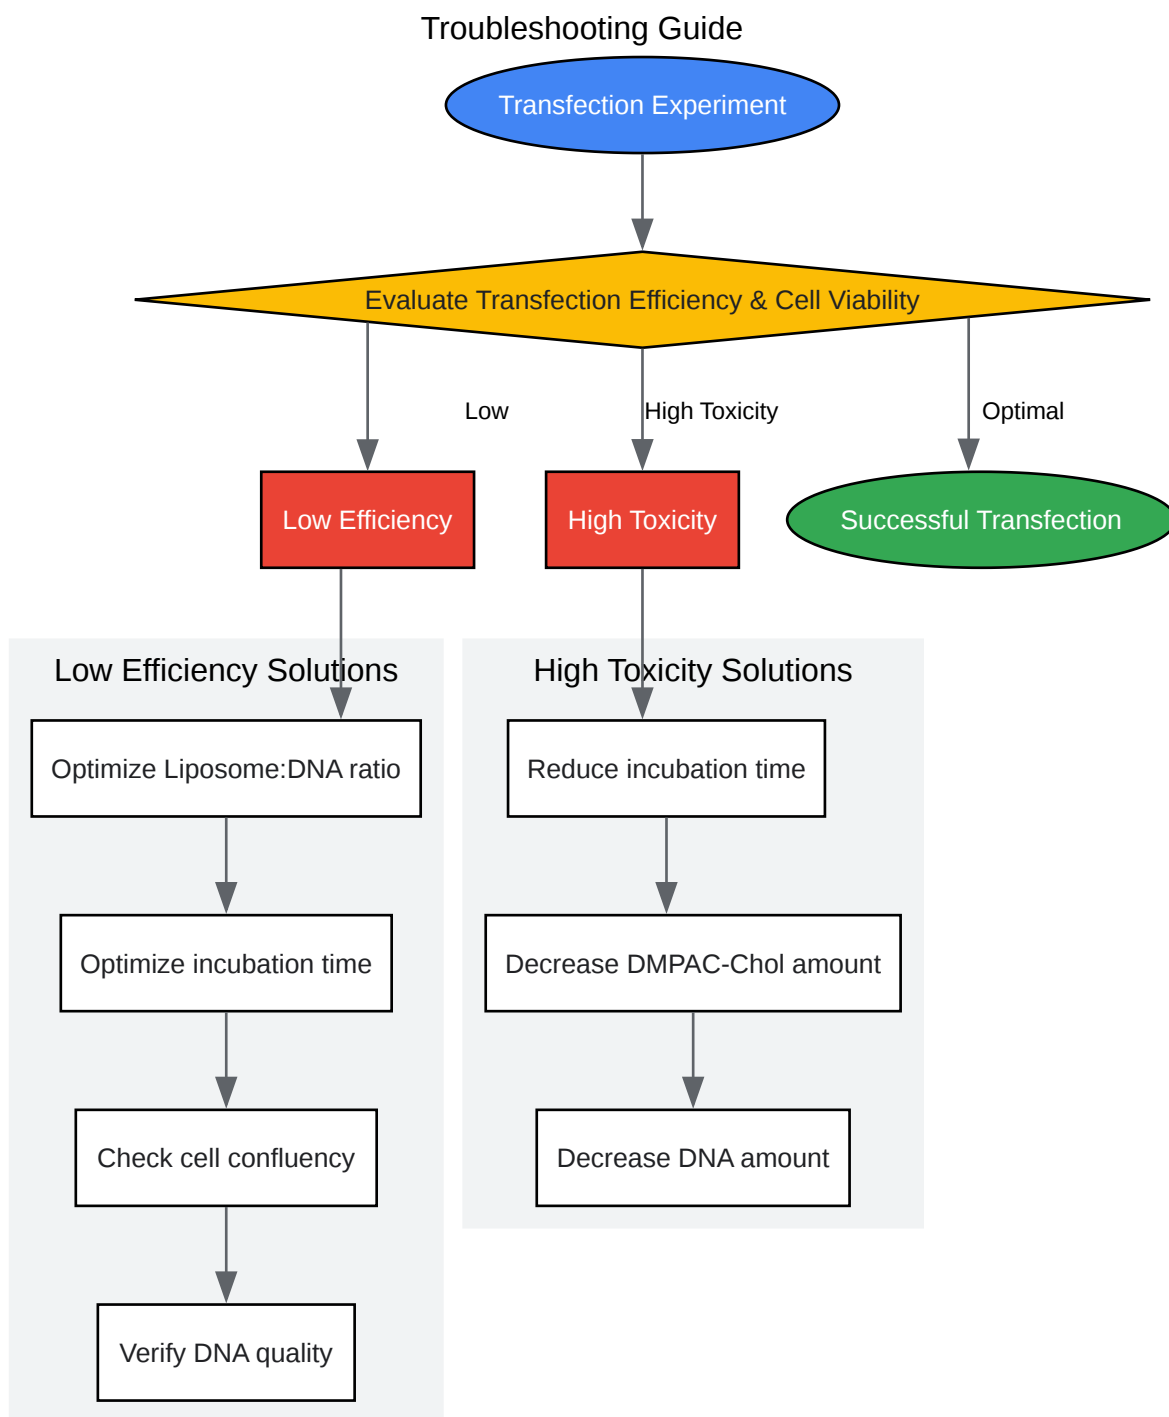 Troubleshooting Guide
Transfection Experiment
Evaluate Transfection Efficiency & Cell Viability
Low
High Toxicity
Optimal
Low Efficiency
High Toxicity
Successful Transfection
Low Efficiency Solutions
Optimize Liposome:DNA ratio
Optimize incubation time
Check cell confluency
Verify DNA quality
High Toxicity Solutions
Reduce incubation time
Decrease DMPAC-Chol amount
Decrease DNA amount